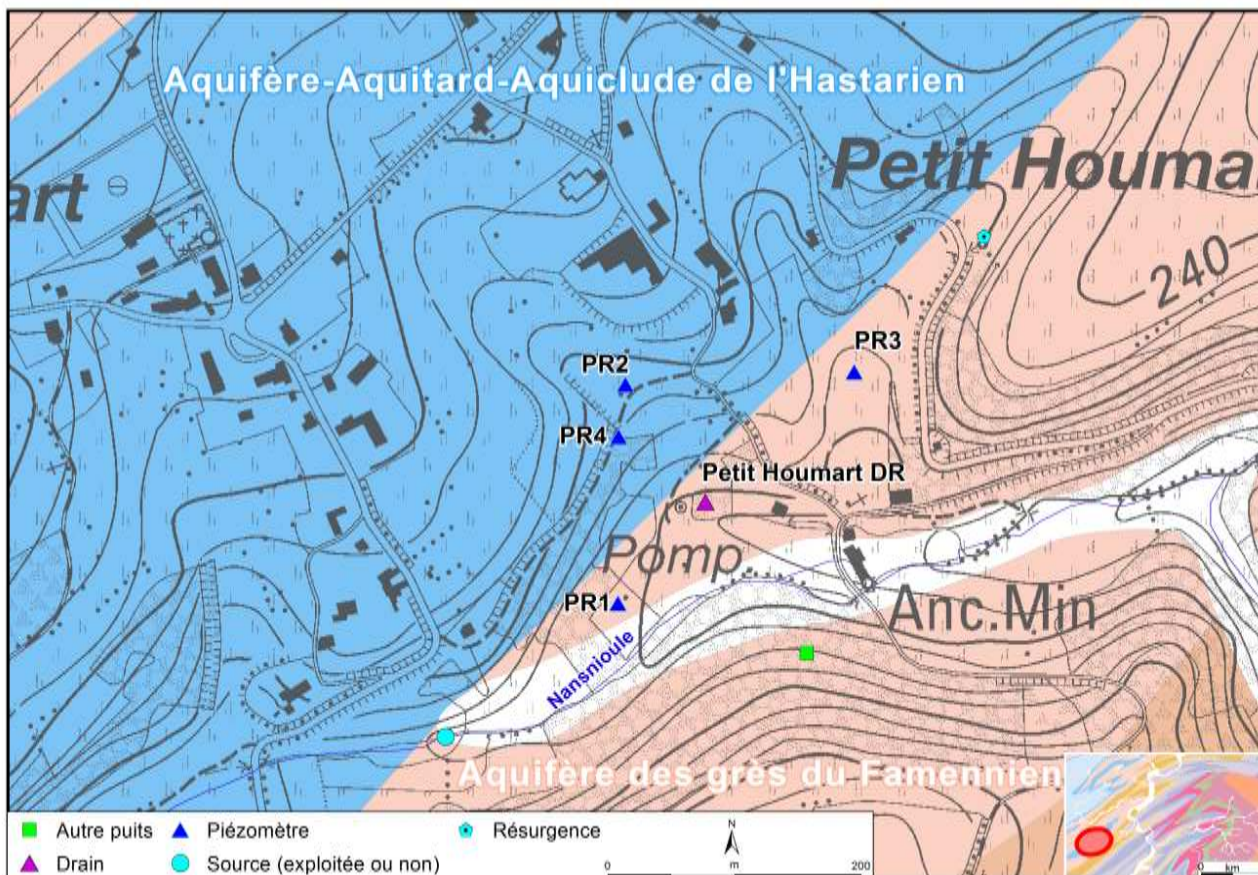 Aquifère-Aquitard-Aquiclude de l'Hastarien
Petit Houmar
art
240
PR3
PR2
PR4
Petit Houmart DR
Pomp
PR1
Anc.Min
Nansnioule
Aquifère des grès du Famennien
Autre puits
Piézomètre
Résurgence
Drain
Source (exploitée ou non)
N
m
0 200
0 km